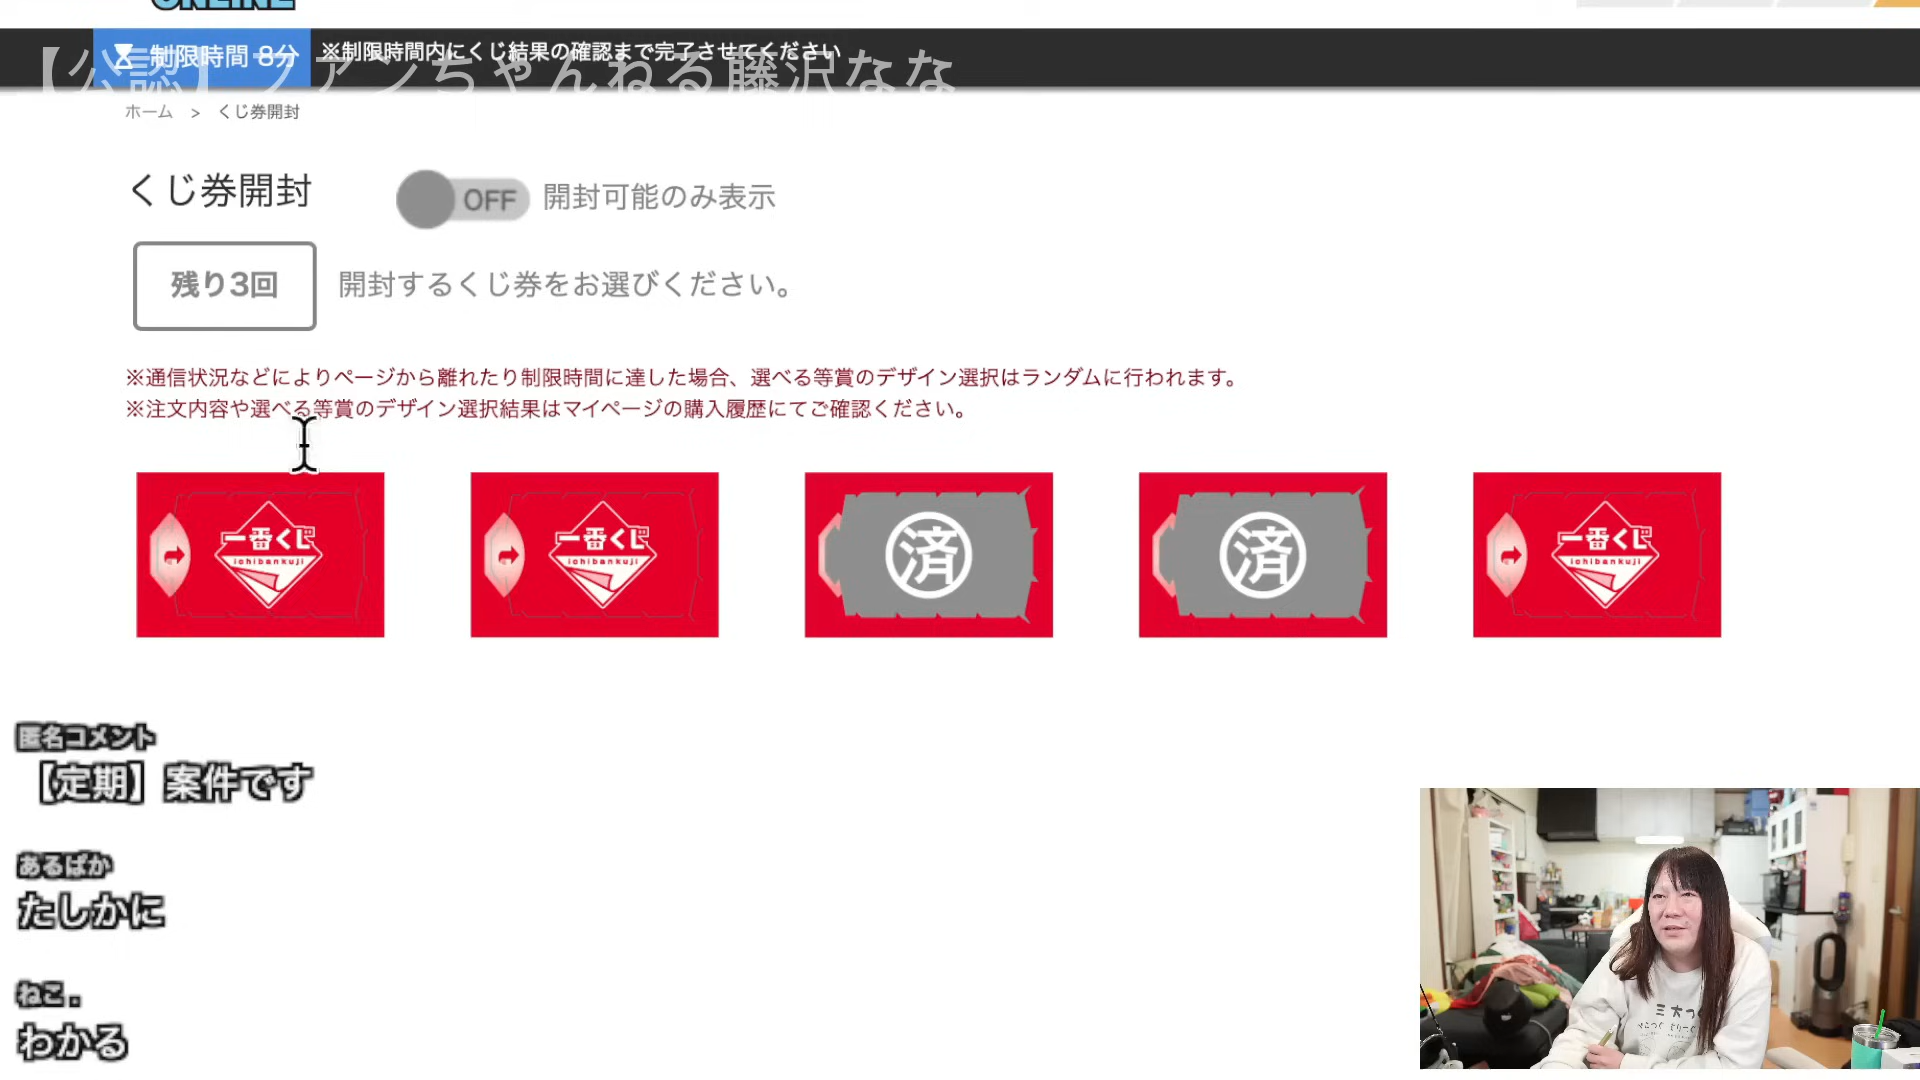 ONLINE
制限時間 8分
※制限時間内にくじ結果の確認まで完了させてください
【公認】ファンちゃんねる藤沢なな
ホーム > くじ券開封
くじ券開封
OFF
開封可能のみ表示
残り3回
開封するくじ券をお選びください。
※通信状況などによりページから離れたり制限時間に達した場合、選べる等賞のデザイン選択はランダムに行われます。
※注文内容や選べる等賞のデザイン選択結果はマイページの購入履歴にてご確認ください。
一番くじ
ichibankuji
一番くじ
ichibankuji
済
済
一番くじ
ichibankuji
匿名コメント
【定期】案件です
あるぱか
たしかに
ねこ.
わかる